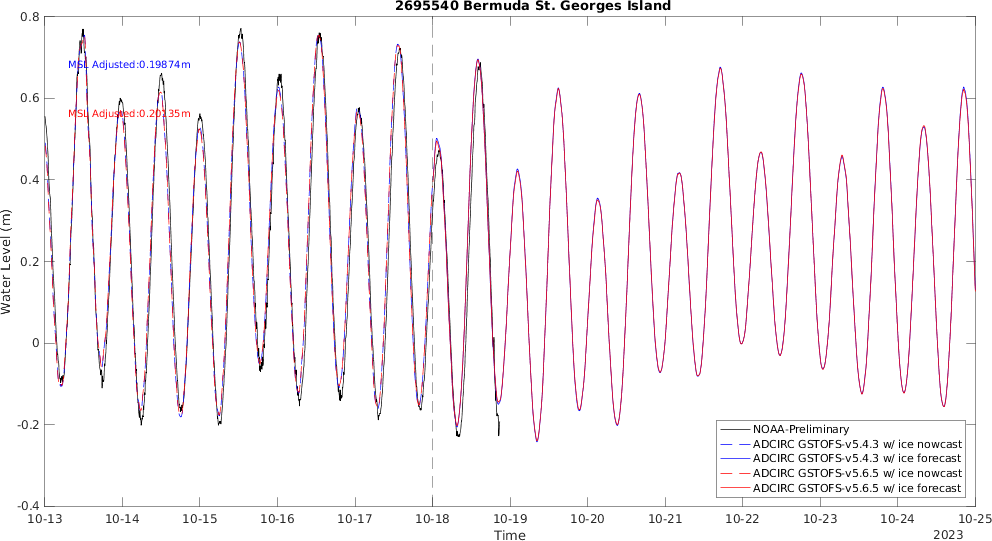 2695540 Bermuda St. Georges Island
0.8
0.6
0.4
0.2
0
-0.2
-0.4
Water Level (m)
MSL Adjusted:0.19874m
MSL Adjusted:0.20235m
NOAA-Preliminary
ADCIRC GSTOFS-v5.4.3 w/ ice nowcast
ADCIRC GSTOFS-v5.4.3 w/ ice forecast
ADCIRC GSTOFS-v5.6.5 w/ ice nowcast
ADCIRC GSTOFS-v5.6.5 w/ ice forecast
10-13 10-14 10-15 10-16 10-17 10-18 10-19 10-20 10-21 10-22 10-23 10-24 10-25
Time
2023